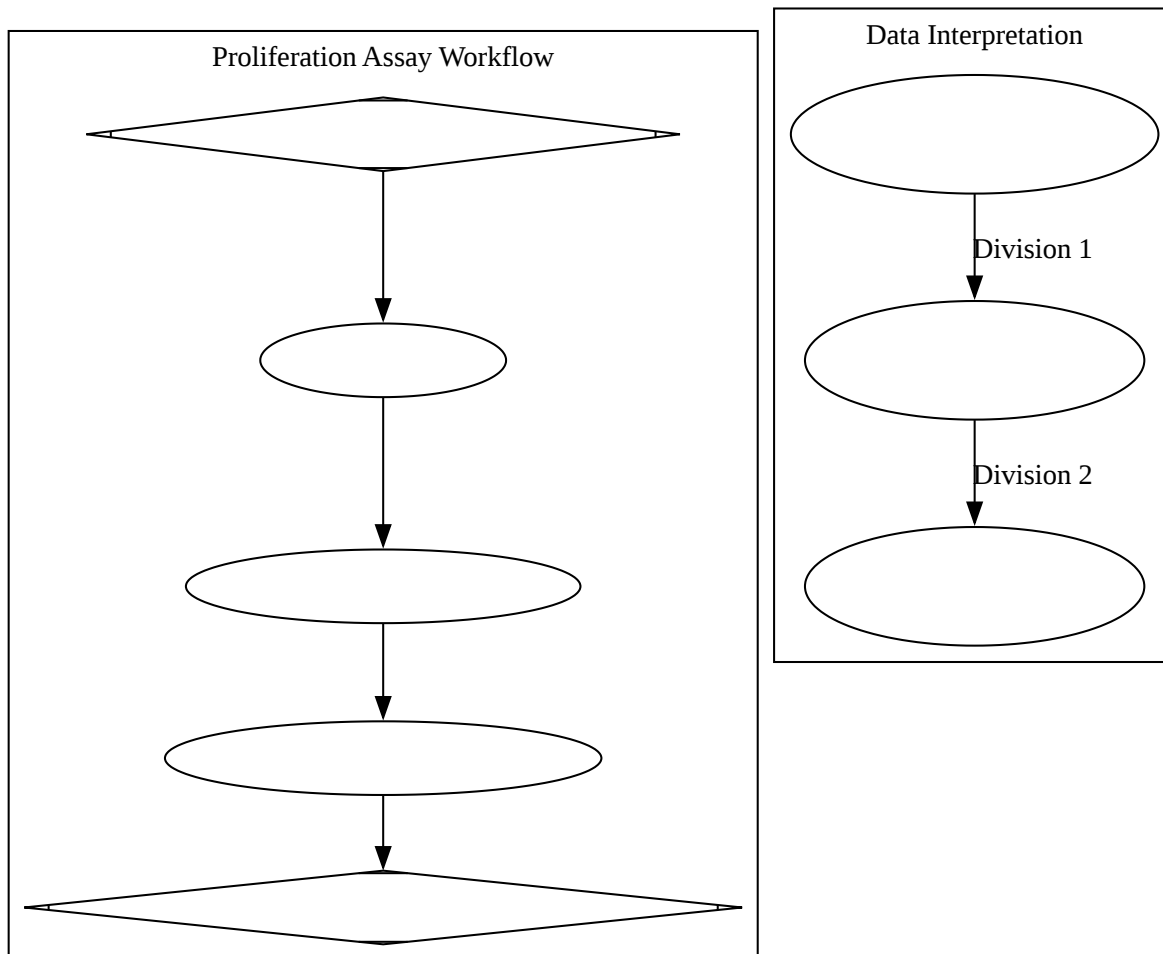 Proliferation Assay Workflow
Data Interpretation
Division 1
Division 2